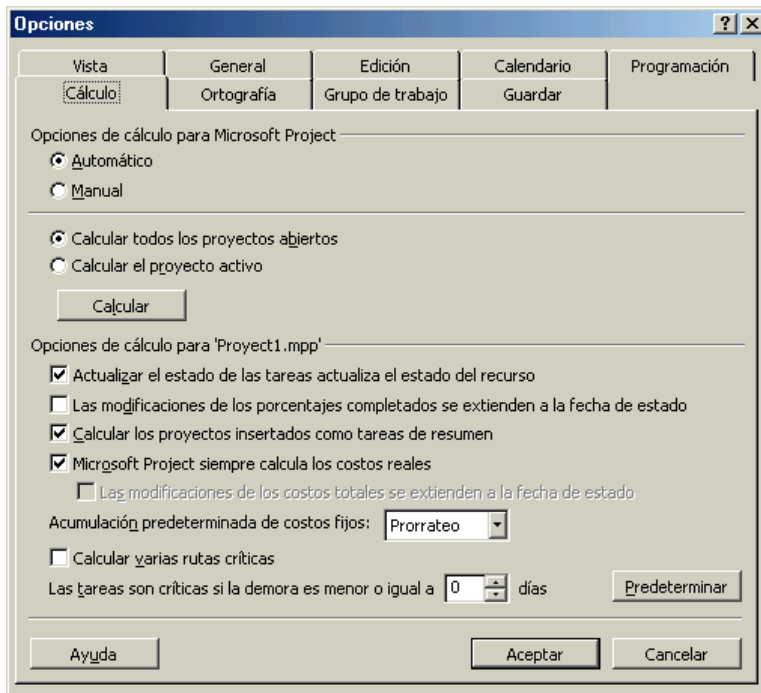 Opciones
Vista General Edición Calendario Programación
Cálculo Ortografía Grupo de trabajo Guardar
Opciones de cálculo para Microsoft Project
Automático
Manual
Calcular todos los proyectos abiertos
Calcular el proyecto activo
Calcular
Opciones de cálculo para 'Proyect1.mpp'
Actualizar el estado de las tareas actualiza el estado del recurso
Las modificaciones de los porcentajes completados se extienden a la fecha de estado
Calcular los proyectos insertados como tareas de resumen
Microsoft Project siempre calcula los costos reales
Las modificaciones de los costos totales se extienden a la fecha de estado
Acumulación predeterminada de costos fijos: Prorrateo
Calcular varias rutas críticas
Las tareas son críticas si la demora es menor o igual a 0 días Predeterminar
Ayuda Aceptar Cancelar